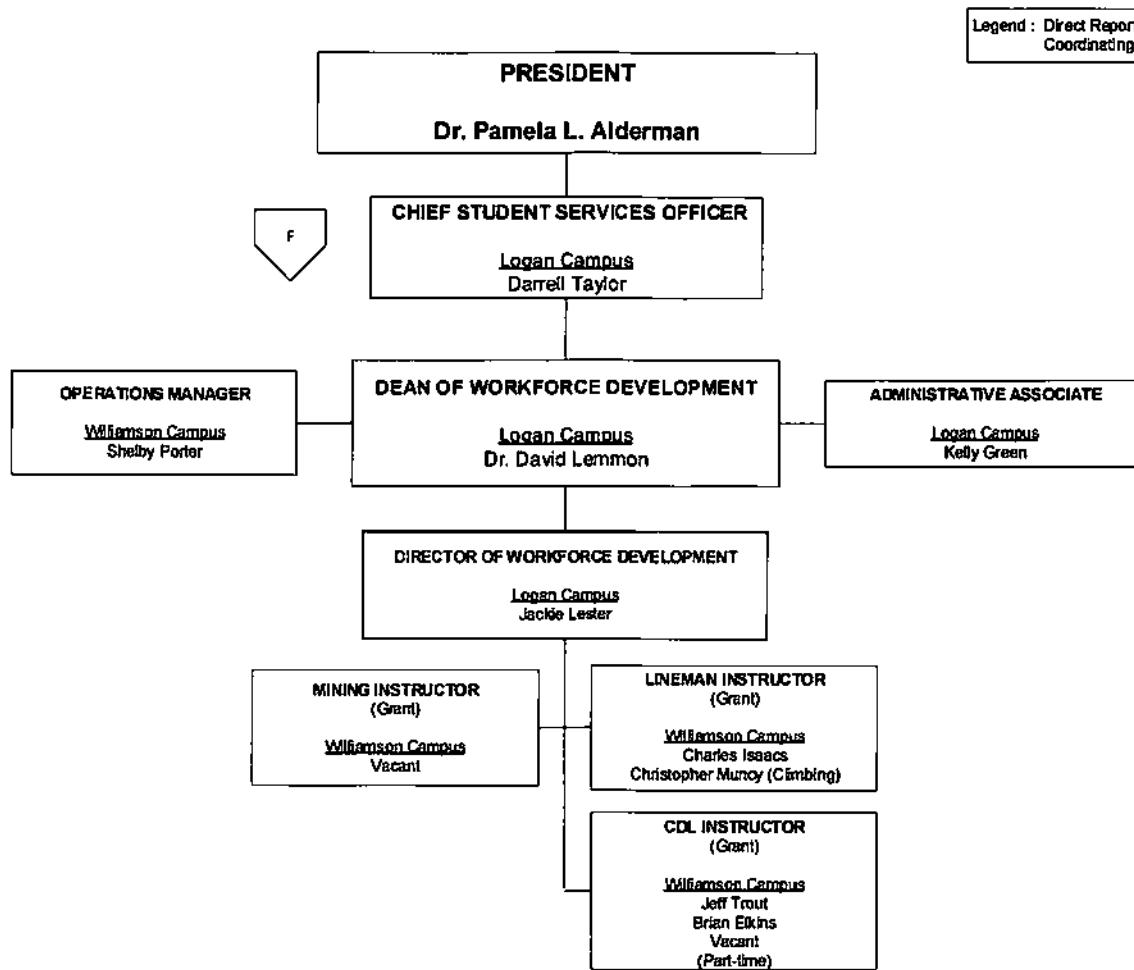 Legend : Direct Repor
Coordinating
PRESIDENT
Dr. Pamela L. Alderman
CHIEF STUDENT SERVICES OFFICER
Logan Campus
Darrell Taylor
F
OPERATIONS MANAGER
Williamson Campus
Shelby Porter
DEAN OF WORKFORCE DEVELOPMENT
Logan Campus
Dr. David Lemmon
ADMINISTRATIVE ASSOCIATE
Logan Campus
Kelly Green
DIRECTOR OF WORKFORCE DEVELOPMENT
Logan Campus
Jackie Lester
MINING INSTRUCTOR
(Grant)
Williamson Campus
Vacant
LINEMAN INSTRUCTOR
(Grant)
Williamson Campus
Charles Isaacs
Christopher Muncy (Climbing)
CDL INSTRUCTOR
(Grant)
Williamson Campus
Jeff Trout
Brian Elkins
Vacant
(Part-time)